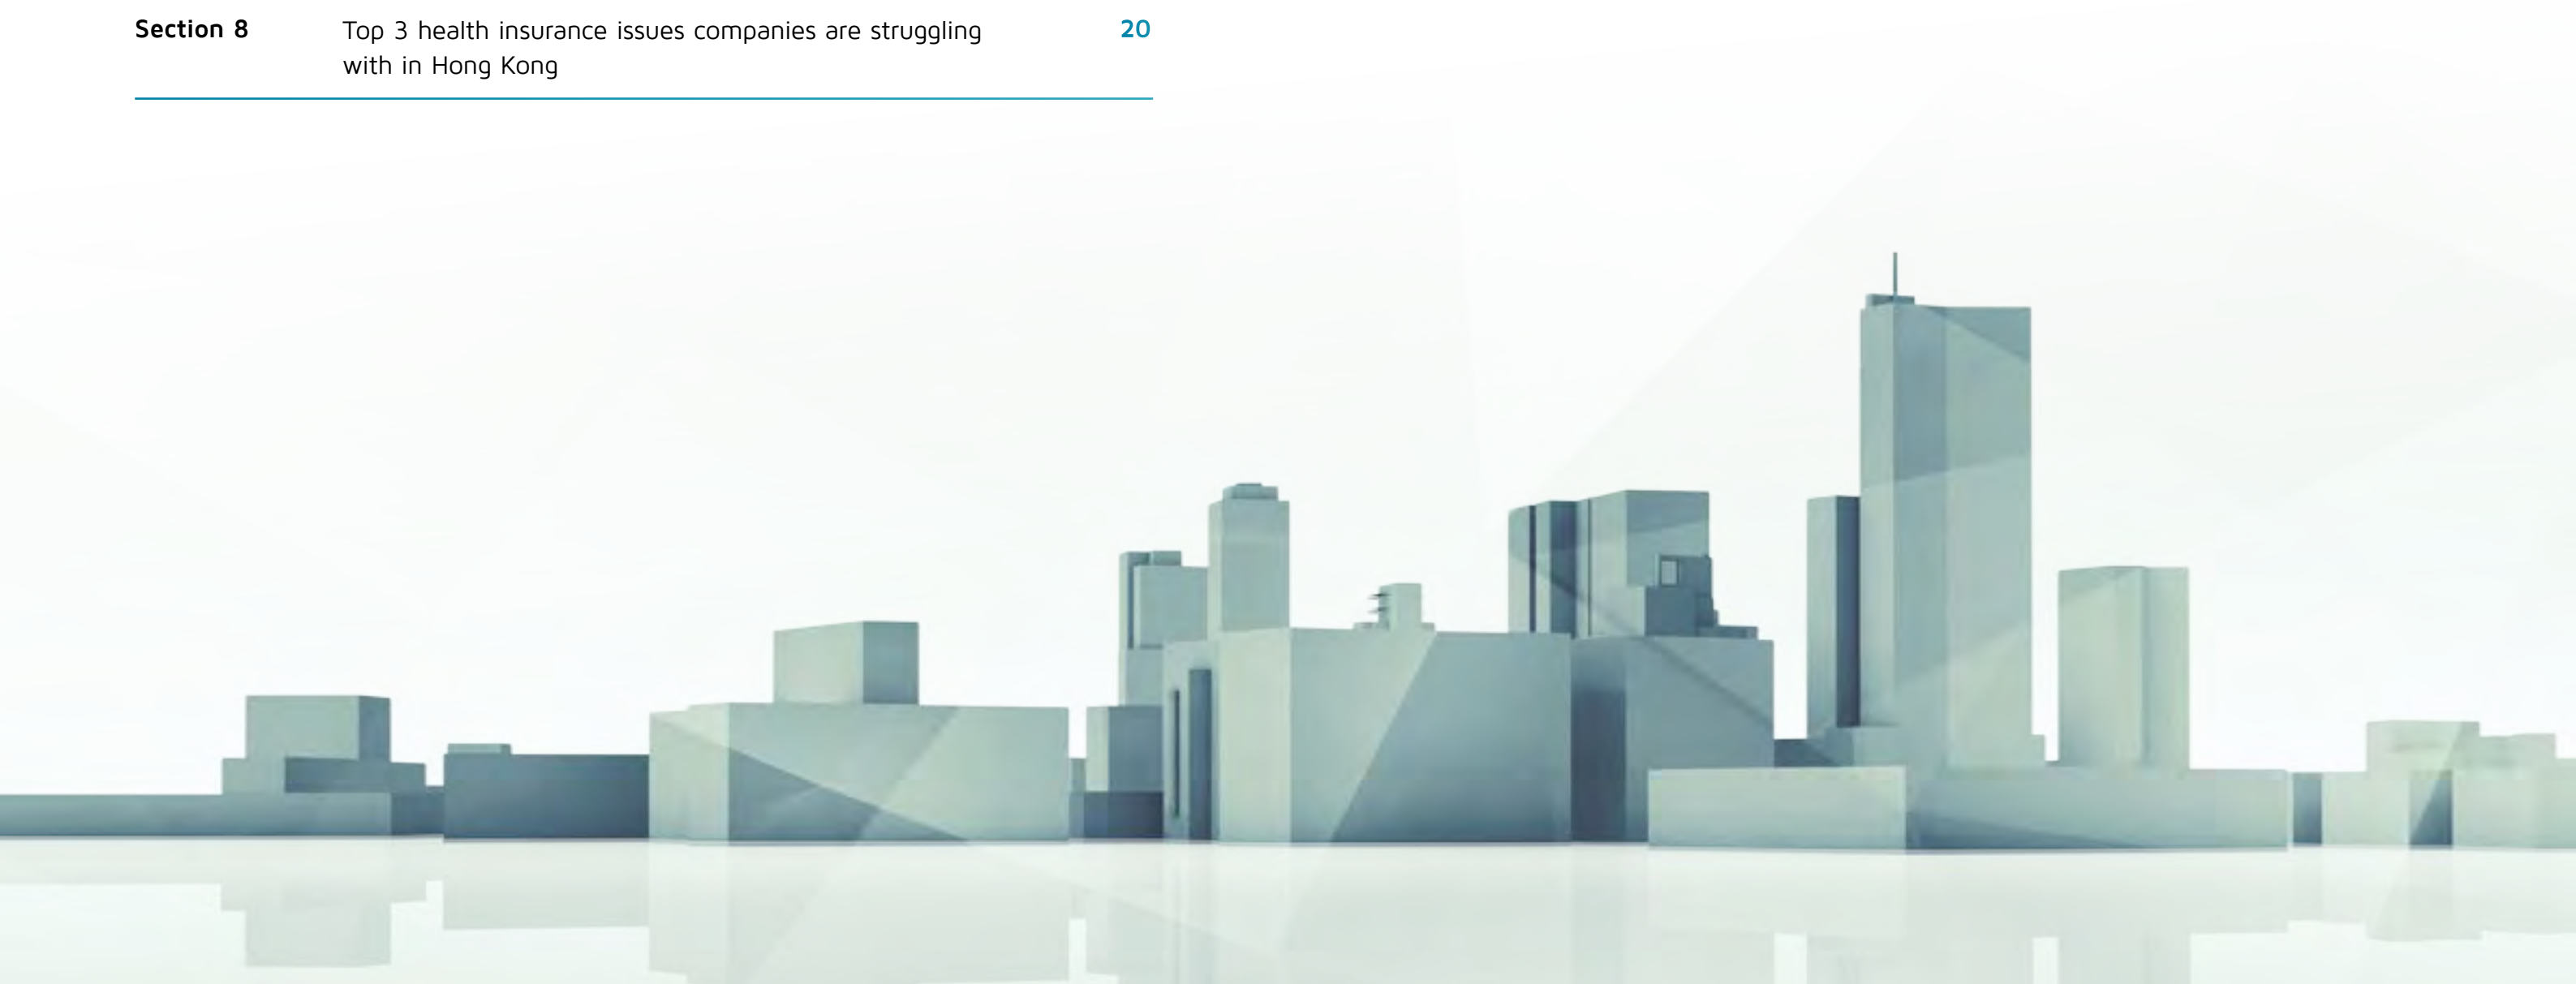 Section 8 Top 3 health insurance issues companies are struggling 20
with in Hong Kong